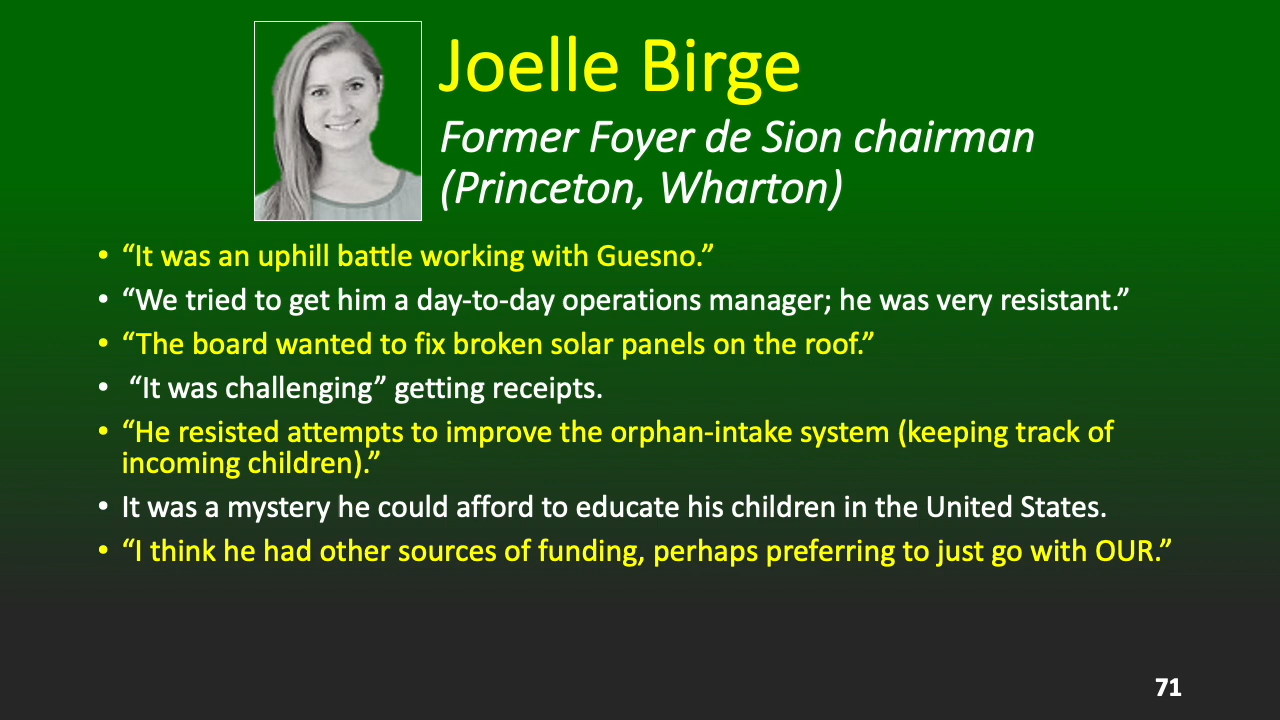 Joelle Birge
Former Foyer de Sion chairman
(Princeton, Wharton)
• “It was an uphill battle working with Guesno.”
• “We tried to get him a day-to-day operations manager; he was very resistant.”
• “The board wanted to fix broken solar panels on the roof.”
• “It was challenging” getting receipts.
• “He resisted attempts to improve the orphan-intake system (keeping track of
incoming children).”
• It was a mystery he could afford to educate his children in the United States.
• “I think he had other sources of funding, perhaps preferring to just go with OUR.”
71